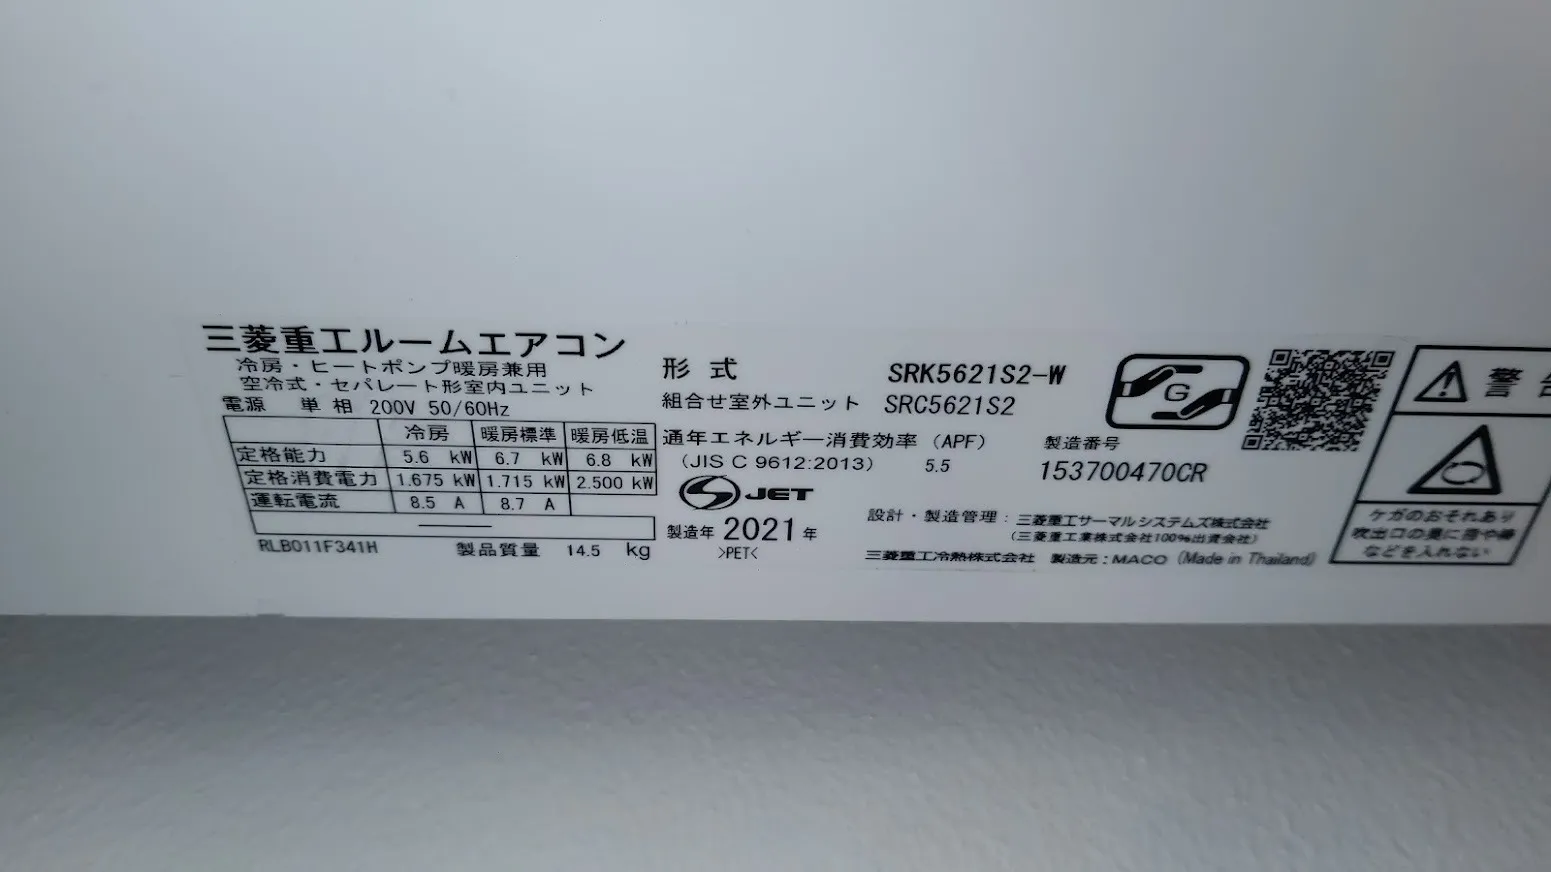 三菱重工ルームエアコン
冷房・ヒートポンプ暖房兼用
空冷式・セパレート形室内ユニット
電源 単相 200V 50/60Hz
冷房 暖房標準 暖房低温
定格能力 5.6 kW 6.7 kW 6.8 kW
定格消費電力 1.675 kW 1.715 kW 2.500 kW
運転電流 8.5 A 8.7 A
RLB011F341H 製品質量 14.5 kg
形式 SRK5621S2-W
組合せ室外ユニット SRC5621S2
通年エネルギー消費効率 (APF)
(JIS C 9612:2013) 5.5
JET
製造年 2021 年
>PET<
G
製造番号
153700470CR
設計・製造管理:三菱重工サーマルシステムズ株式会社
(三菱重工業株式会社100%出資会社)
三菱重工冷熱株式会社 製造元:MACO (Made in Thailand)
警告
ケガのおそれあり
吹出口の奥に指や棒
などを入れない